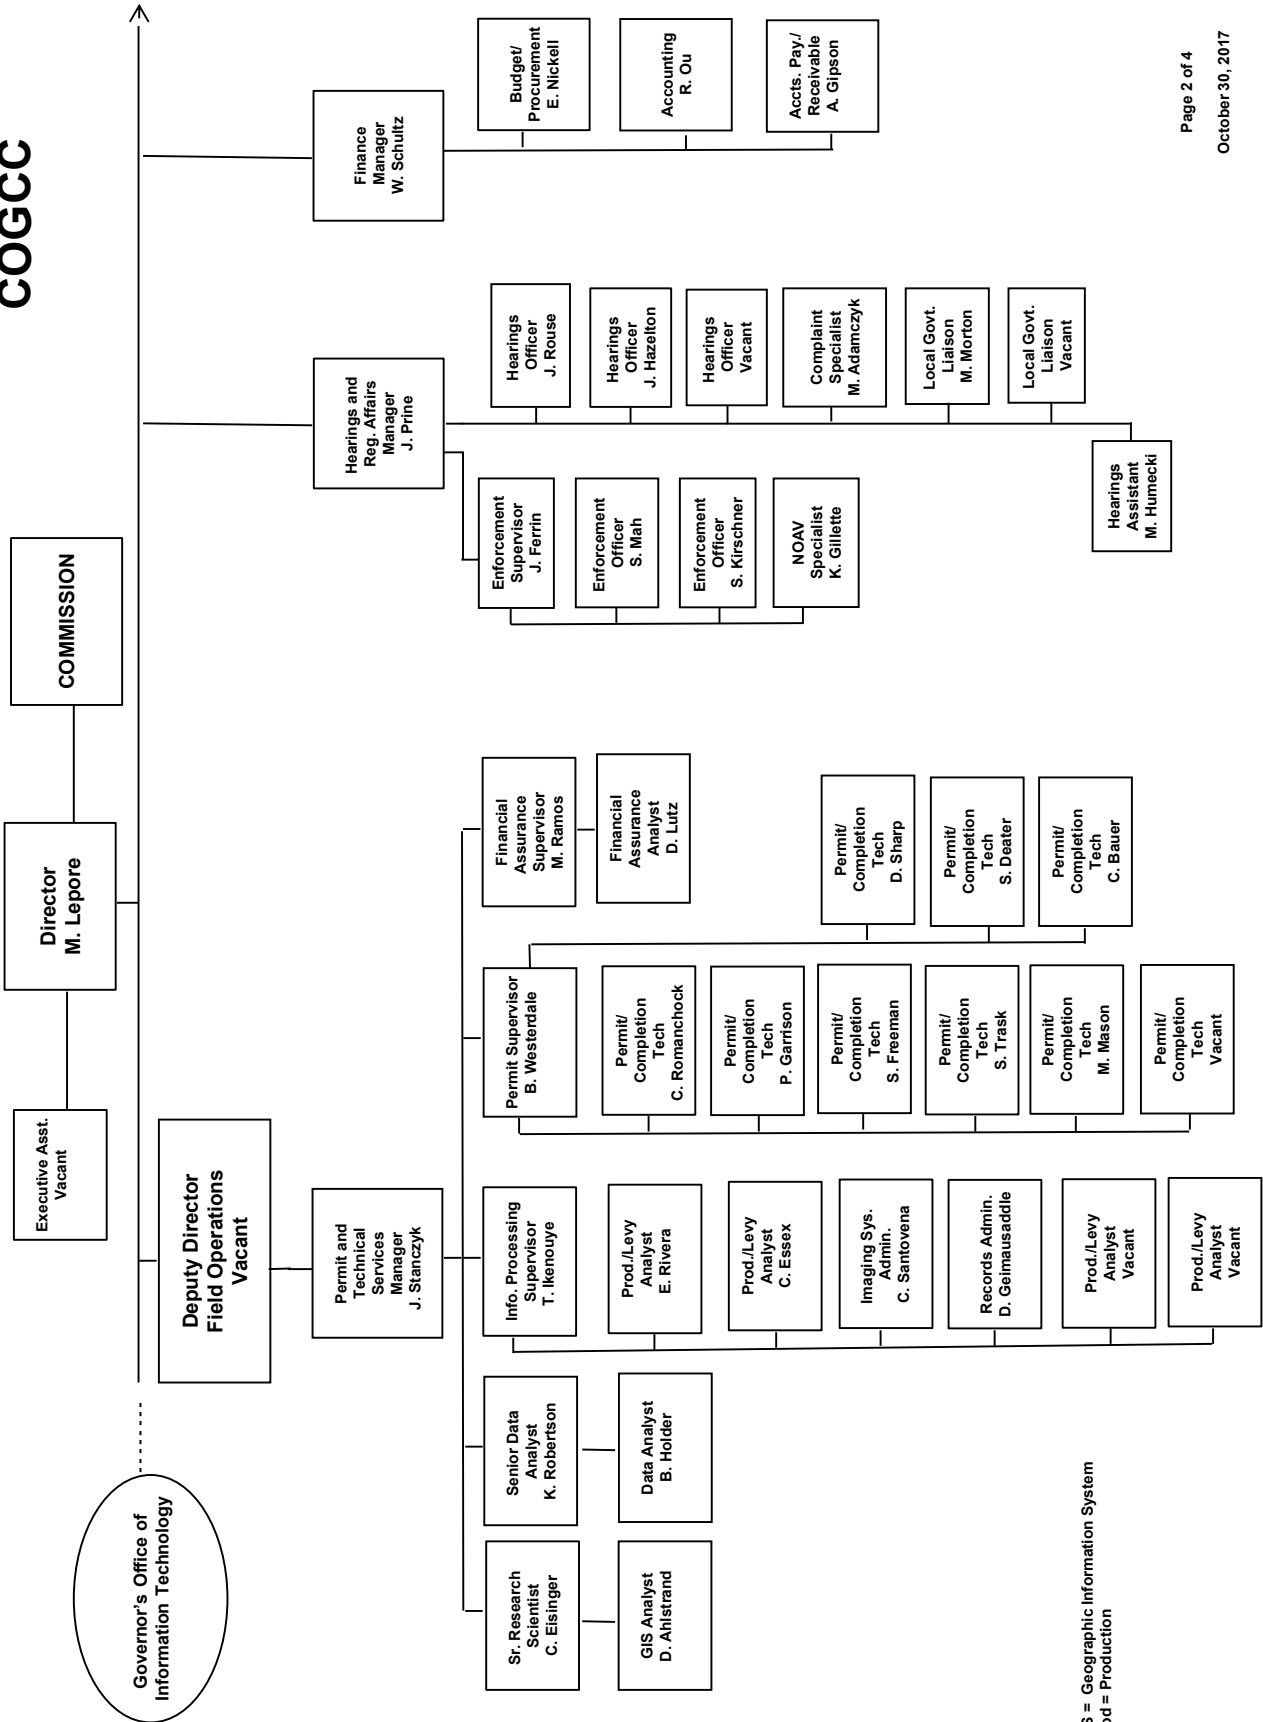 COGCC
COMMISSION
Director
M. Lepore
Executive Asst.
Vacant
Governor's Office of
Information Technology
Deputy Director
Field Operations
Vacant
Permit and
Technical
Services
Manager
J. Stanczyk
Hearings and
Reg. Affairs
Manager
J. Prine
Finance
Manager
W. Schultz
Sr. Research
Scientist
C. Eisinger
GIS Analyst
D. Ahlstrand
Senior Data
Analyst
K. Robertson
Data Analyst
B. Holder
Info. Processing
Supervisor
T. Ikenouye
Prod./Levy
Analyst
E. Rivera
Prod./Levy
Analyst
C. Essex
Imaging Sys.
Admin.
C. Santovena
Records Admin.
D. Geimausaddle
Prod./Levy
Analyst
Vacant
Prod./Levy
Analyst
Vacant
Permit Supervisor
B. Westerdale
Permit/
Completion
Tech
C. Romanchock
Permit/
Completion
Tech
P. Garrison
Permit/
Completion
Tech
S. Freeman
Permit/
Completion
Tech
S. Trask
Permit/
Completion
Tech
M. Mason
Permit/
Completion
Tech
Vacant
Permit/
Completion
Tech
D. Sharp
Permit/
Completion
Tech
S. Deater
Permit/
Completion
Tech
C. Bauer
Financial
Assurance
Supervisor
M. Ramos
Financial
Assurance
Analyst
D. Lutz
Enforcement
Supervisor
J. Ferrin
Enforcement
Officer
S. Mah
Enforcement
Officer
S. Kirschner
NOAV
Specialist
K. Gillette
Hearings
Officer
J. Rouse
Hearings
Officer
J. Hazelton
Hearings
Officer
Vacant
Complaint
Specialist
M. Adamczyk
Local Govt.
Liaison
M. Morton
Local Govt.
Liaison
Vacant
Hearings
Assistant
M. Humecki
Budget/
Procurement
E. Nickell
Accounting
R. Ou
Accts. Pay./
Receivable
A. Gipson
S = Geographic Information System
od = Production
Page 2 of 4
October 30, 2017